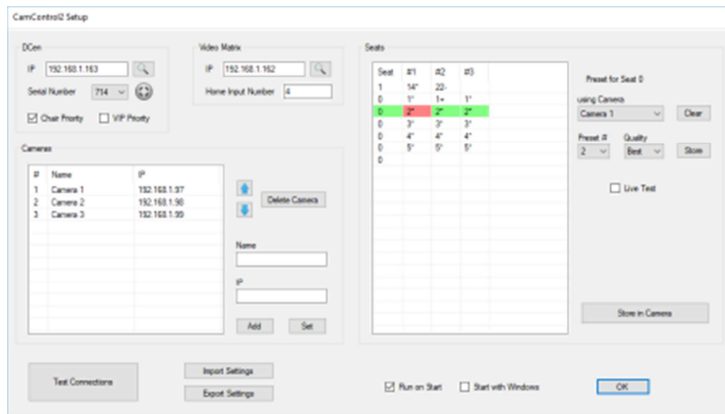 CamControl2 Setup
DCen
IP 192.168.1.163
Serial Number 714
Chair Priority VIP Priority
Video Matrix
IP 192.168.1.162
Home Input Number 4
Cameras
# Name IP
1 Camera 1 192.168.1.97
2 Camera 2 192.168.1.98
3 Camera 3 192.168.1.99
Delete Camera
Name
IP
Add Set
Seats
Seat #1 #2 #3
1 14* 22-
0 1* 1+ 1*
0 2* 2* 2*
0 3* 3* 3*
0 4* 4* 4*
0 5* 5* 5*
0
Preset for Seat 0
using Camera
Camera 1 Clear
Preset # Quality
2 Best Store
Live Test
Store in Camera
Test Connections
Import Settings
Export Settings
Run on Start Start with Windows OK